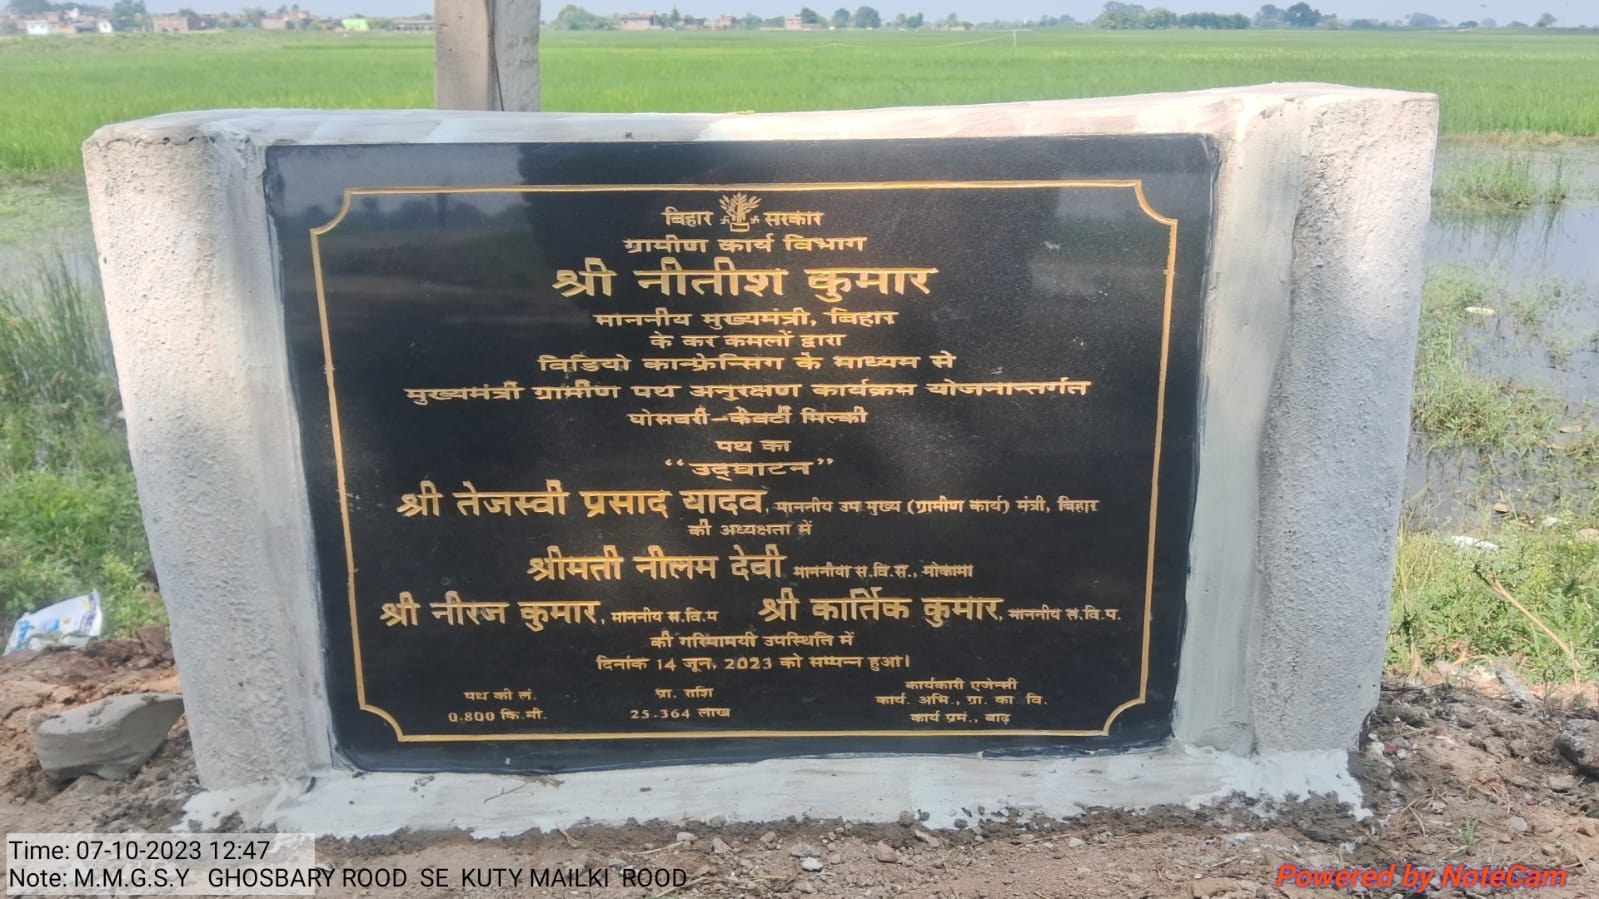 बिहार सरकार
ग्रामीण कार्य विभाग
श्री नीतीश कुमार
माननीय मुख्यमंत्री, बिहार
के कर कमलों द्वारा
विडियो कान्फ्रेन्सिग के माध्यम से
मुख्यमंत्री ग्रामीण पथ अनुरक्षण कार्यक्रम योजनान्तर्गत
घोसवरी-केवटी मिल्की
पथ का
“उद्घाटन”
श्री तेजस्वी प्रसाद यादव, माननीय उप मुख्य (ग्रामीण कार्य) मंत्री, बिहार
की अध्यक्षता में
श्रीमती नीलम देवी माननीया स.वि.स., मोकामा
श्री नीरज कुमार, माननीय स.वि.प श्री कार्तिक कुमार, माननीय स.वि.प.
की गरिमामयी उपस्थिति में
दिनांक 14 जून, 2023 को सम्पन्न हुआ।
पथ की लं. प्रा. राशि कार्यकारी एजेन्सी
0.800 कि.मी. 25.364 लाख कार्य. अभि., ग्रा. का वि.
कार्य प्रमं., बाढ़
Time: 07-10-2023 12:47
Note: M.M.G.S.Y GHOSBARY ROOD SE KUTY MAILKI ROOD
Powered by NoteCam